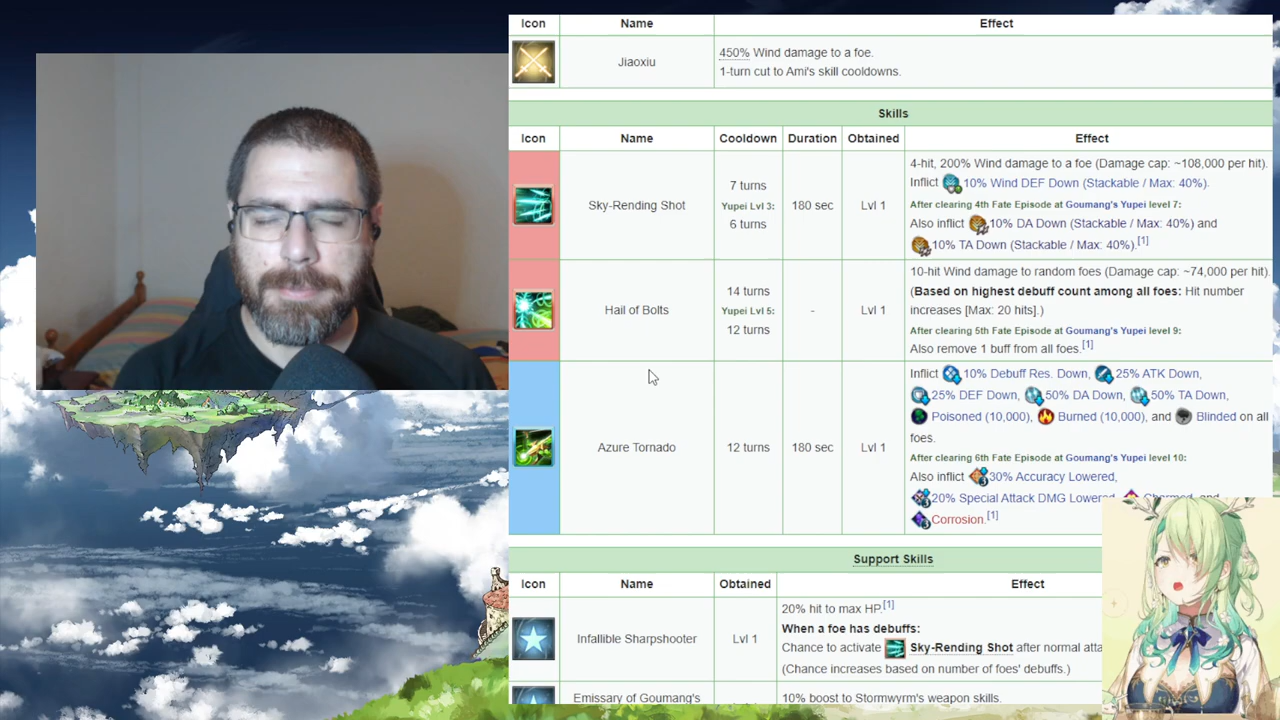 Icon Name Effect
Jiaoxiu
450% Wind damage to a foe.
1-turn cut to Ami's skill cooldowns.
Skills
Icon Name Cooldown Duration Obtained Effect
Sky-Rending Shot
7 turns
Yupei Lvl 3:
6 turns
180 sec
Lvl 1
4-hit, 200% Wind damage to a foe (Damage cap: ~108,000 per hit).
Inflict 10% Wind DEF Down (Stackable / Max: 40%).
After clearing 4th Fate Episode at Goumang's Yupei level 7:
Also inflict 10% DA Down (Stackable / Max: 40%) and
10% TA Down (Stackable / Max: 40%).[1]
Hail of Bolts
14 turns
Yupei Lvl 5:
12 turns
-
Lvl 1
10-hit Wind damage to random foes (Damage cap: ~74,000 per hit).
(Based on highest debuff count among all foes: Hit number
increases [Max: 20 hits].)
After clearing 5th Fate Episode at Goumang's Yupei level 9:
Also remove 1 buff from all foes.[1]
Azure Tornado
12 turns
180 sec
Lvl 1
Inflict 10% Debuff Res. Down, 25% ATK Down,
25% DEF Down, 50% DA Down, 50% TA Down,
Poisoned (10,000), Burned (10,000), and Blinded on all
foes.
After clearing 6th Fate Episode at Goumang's Yupei level 10:
Also inflict 30% Accuracy Lowered,
20% Special Attack DMG Lowered, Charmed, and
Corrosion.[1]
Support Skills
Icon Name Obtained Effect
Infallible Sharpshooter
Lvl 1
20% hit to max HP.[1]
When a foe has debuffs:
Chance to activate Sky-Rending Shot after normal atta
(Chance increases based on number of foes' debuffs.)
Emissary of Goumang's
10% boost to Stormwyrm's weapon skills.